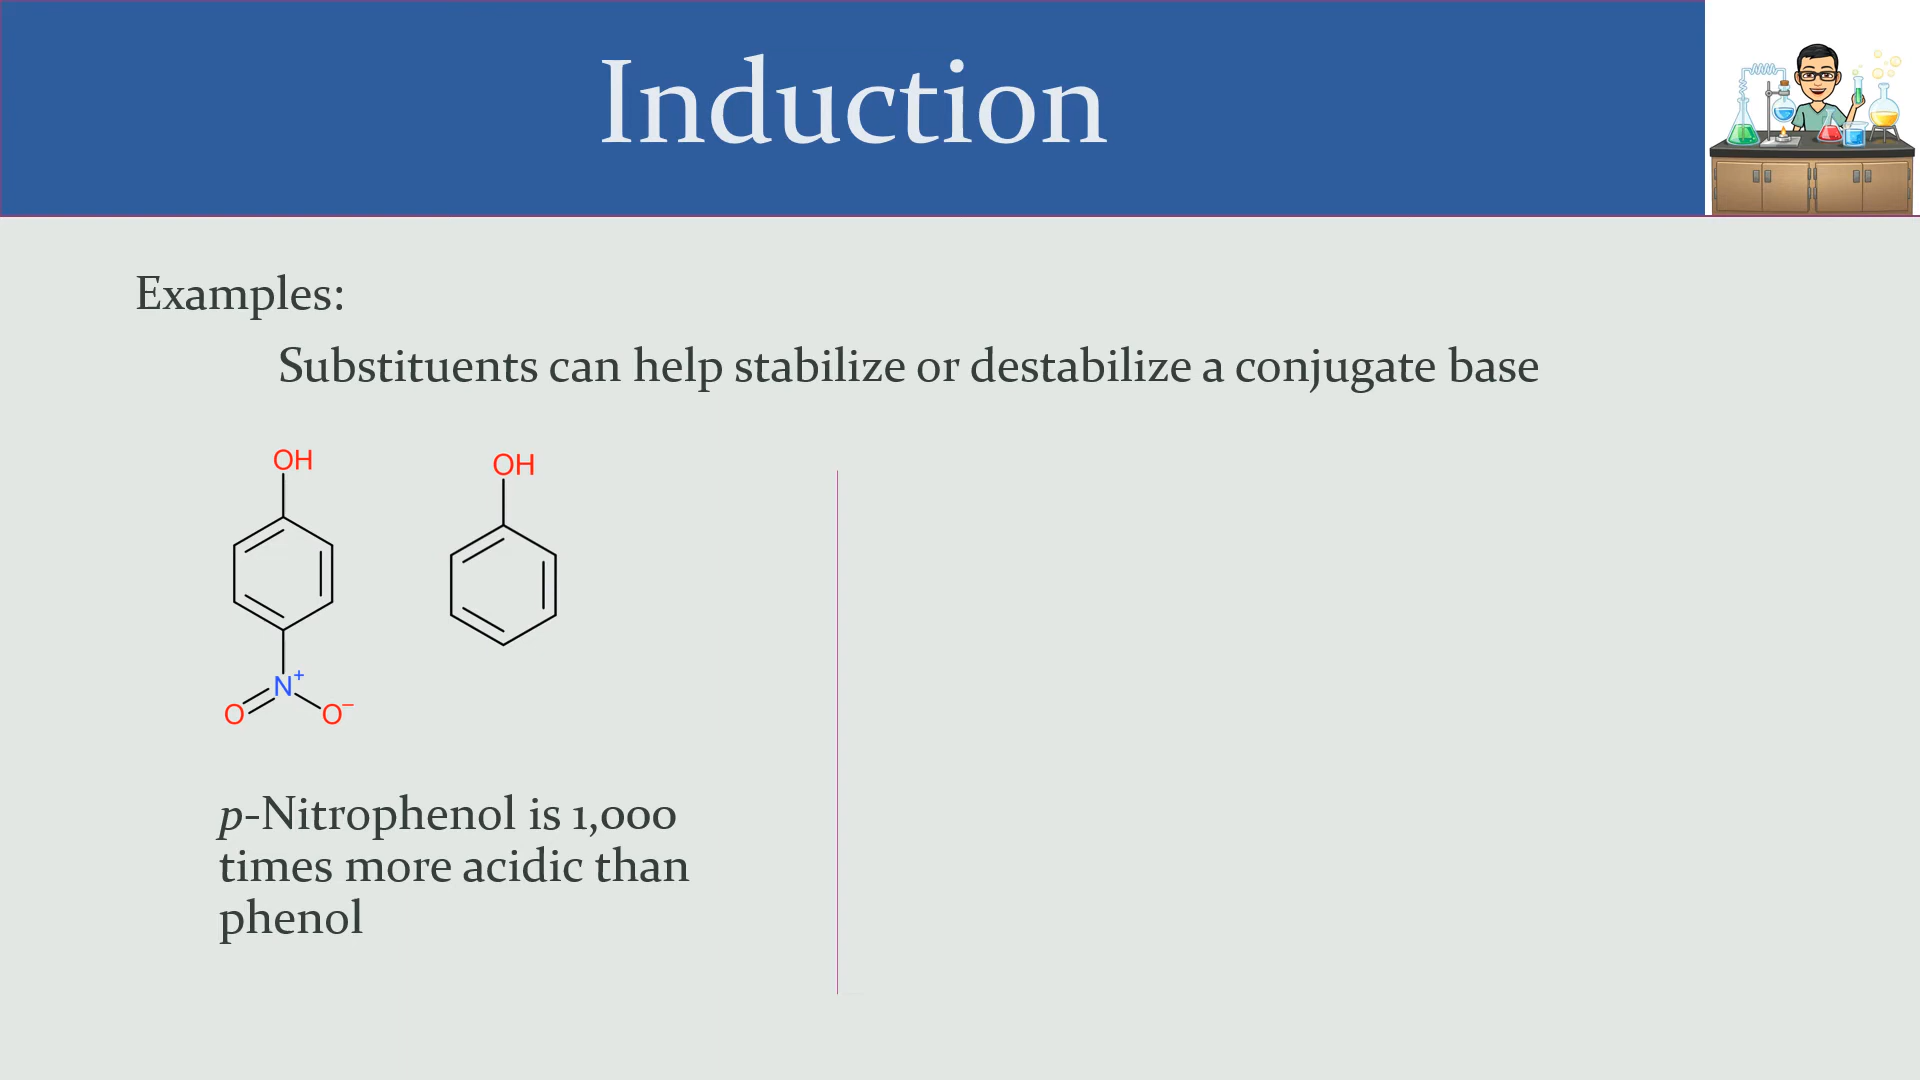 Induction
Examples:
Substituents can help stabilize or destabilize a conjugate base
OH
OH
N+
O
O−
p-Nitrophenol is 1,000
times more acidic than
phenol